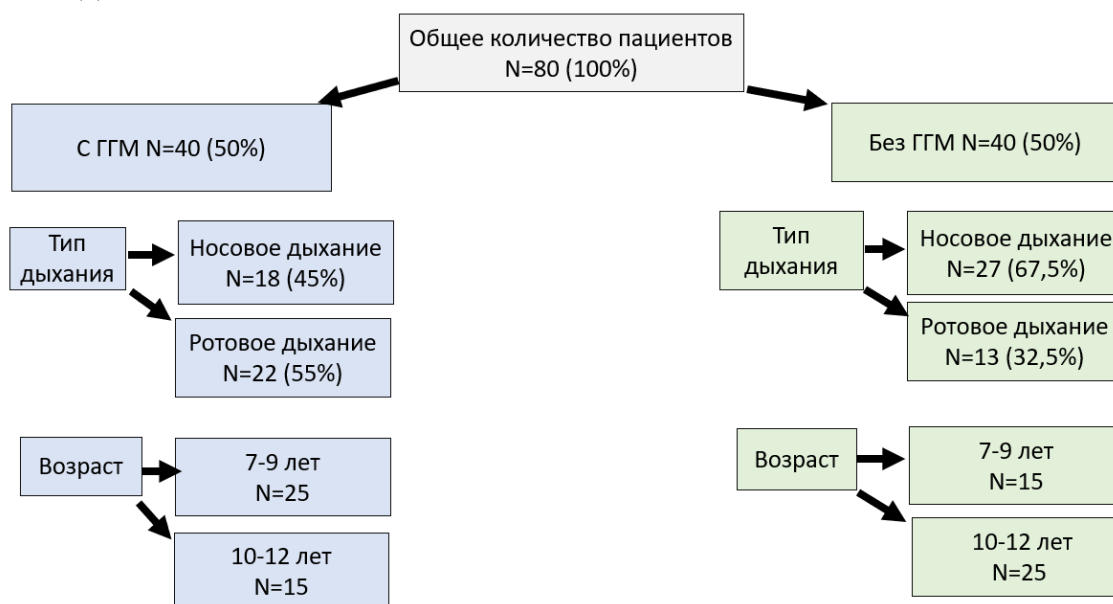 Общее количество пациентов
N=80 (100%)
С ГГМ N=40 (50%)
Без ГГМ N=40 (50%)
Тип
дыхания
Носовое дыхание
N=18 (45%)
Ротовое дыхание
N=22 (55%)
Тип
дыхания
Носовое дыхание
N=27 (67,5%)
Ротовое дыхание
N=13 (32,5%)
Возраст
7-9 лет
N=25
10-12 лет
N=15
Возраст
7-9 лет
N=15
10-12 лет
N=25